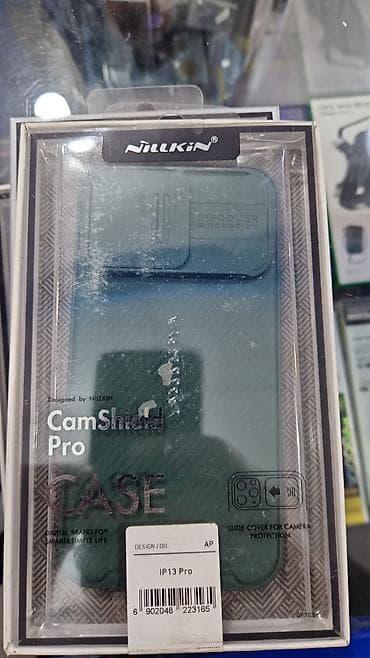 NILLKIN®
DISCOVER
INNOVATION
Designed by NILLKIN
CamShield
Pro
CASE
DIGITAL BRAND FOR
SMART&SIMPLE LIFE
SLIDE COVER FOR CAMERA
PROTECTION
DESIGN FOR AP
iP13 Pro
6 902048 223165